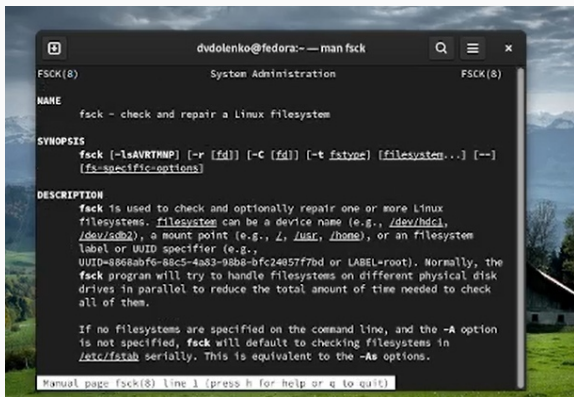 dvdolenko@fedora:~ — man fsck
FSCK(8) System Administration FSCK(8)
NAME
fsck - check and repair a Linux filesystem
SYNOPSIS
fsck [-lsAVRTMNP] [-r [fd]] [-C [fd]] [-t fstype] [filesystem...] [--]
[fs-specific-options]
DESCRIPTION
fsck is used to check and optionally repair one or more Linux
filesystems. filesystem can be a device name (e.g., /dev/hdc1,
/dev/sdb2), a mount point (e.g., /, /usr, /home), or an filesystem
label or UUID specifier (e.g.,
UUID=8868abf6-88c5-4a83-98b8-bfc24057f7bd or LABEL=root). Normally, the
fsck program will try to handle filesystems on different physical disk
drives in parallel to reduce the total amount of time needed to check
all of them.
If no filesystems are specified on the command line, and the -A option
is not specified, fsck will default to checking filesystems in
/etc/fstab serially. This is equivalent to the -As options.
Manual page fsck(8) line 1 (press h for help or q to quit)